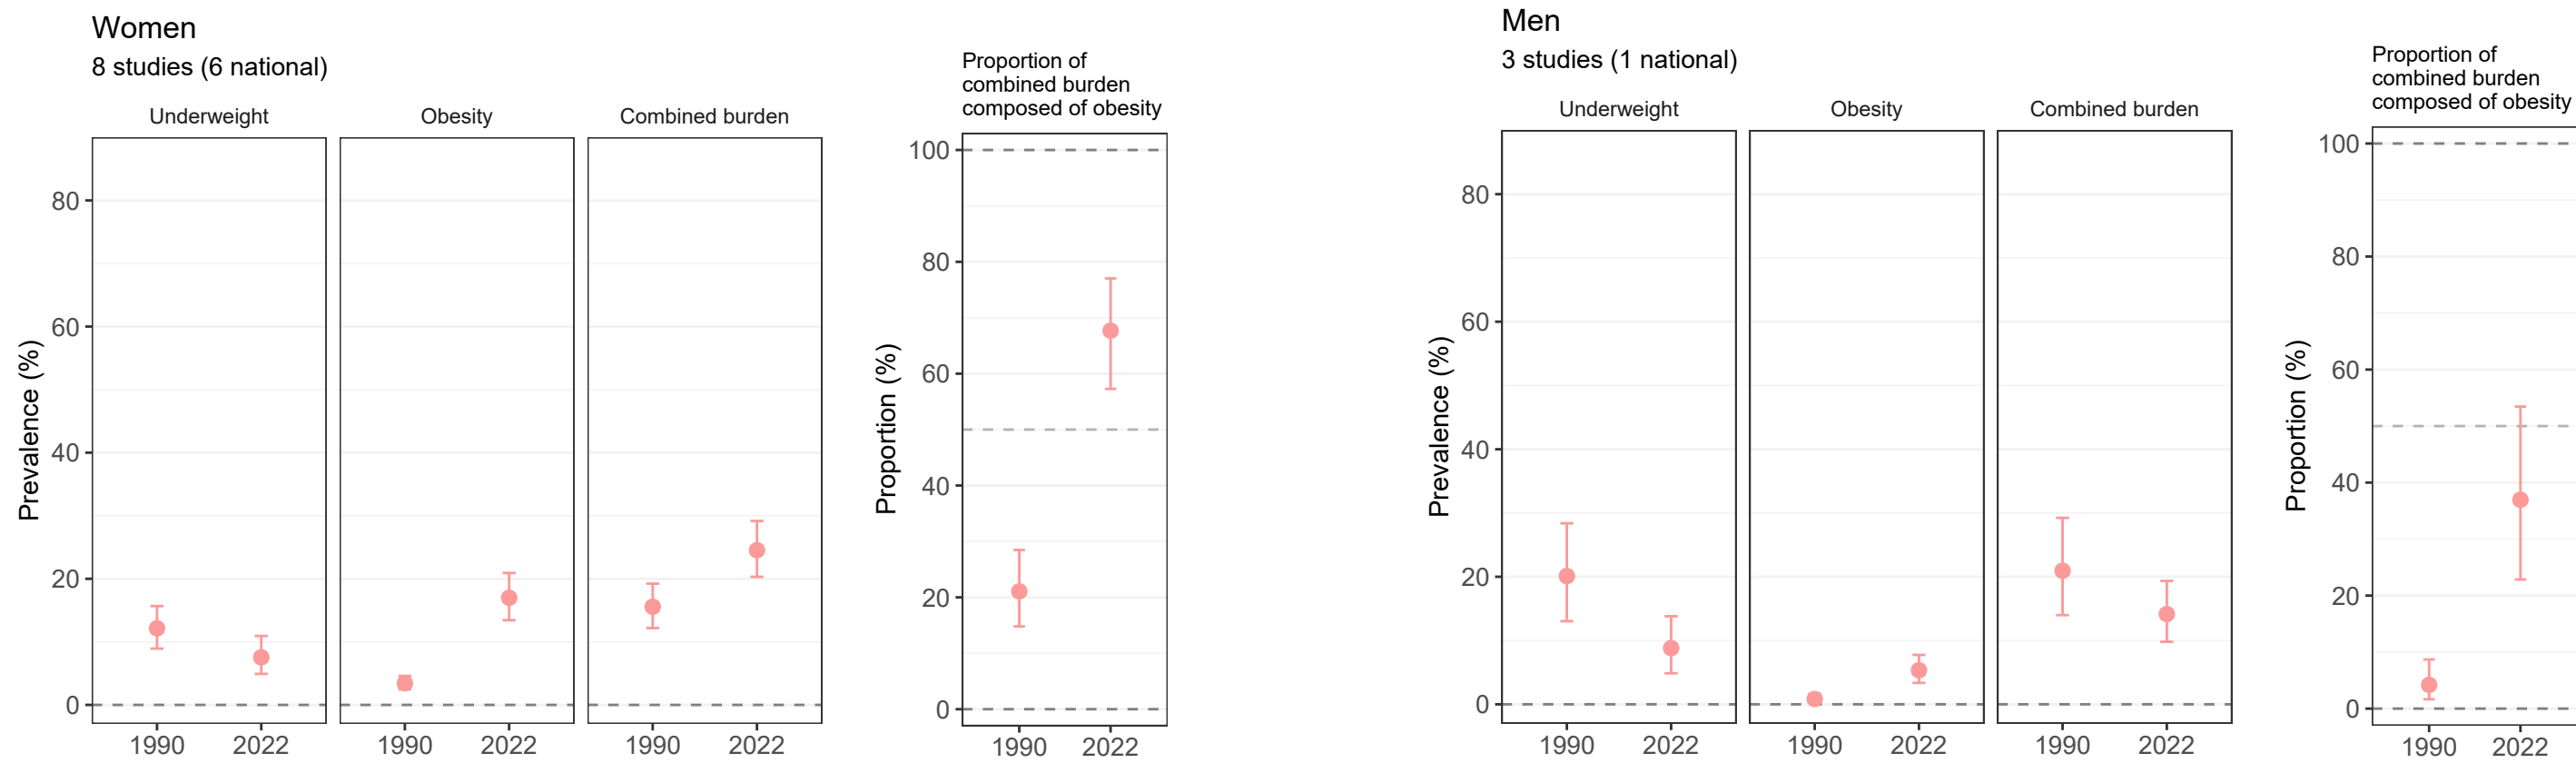 Women
8 studies (6 national)
Underweight
Obesity
Combined burden
Proportion of
combined burden
composed of obesity
Prevalence (%)
80
60
40
20
0
1990 2022
1990 2022
1990 2022
Proportion (%)
100
80
60
40
20
0
1990 2022
Men
3 studies (1 national)
Underweight
Obesity
Combined burden
Proportion of
combined burden
composed of obesity
Prevalence (%)
80
60
40
20
0
1990 2022
1990 2022
1990 2022
Proportion (%)
100
80
60
40
20
0
1990 2022